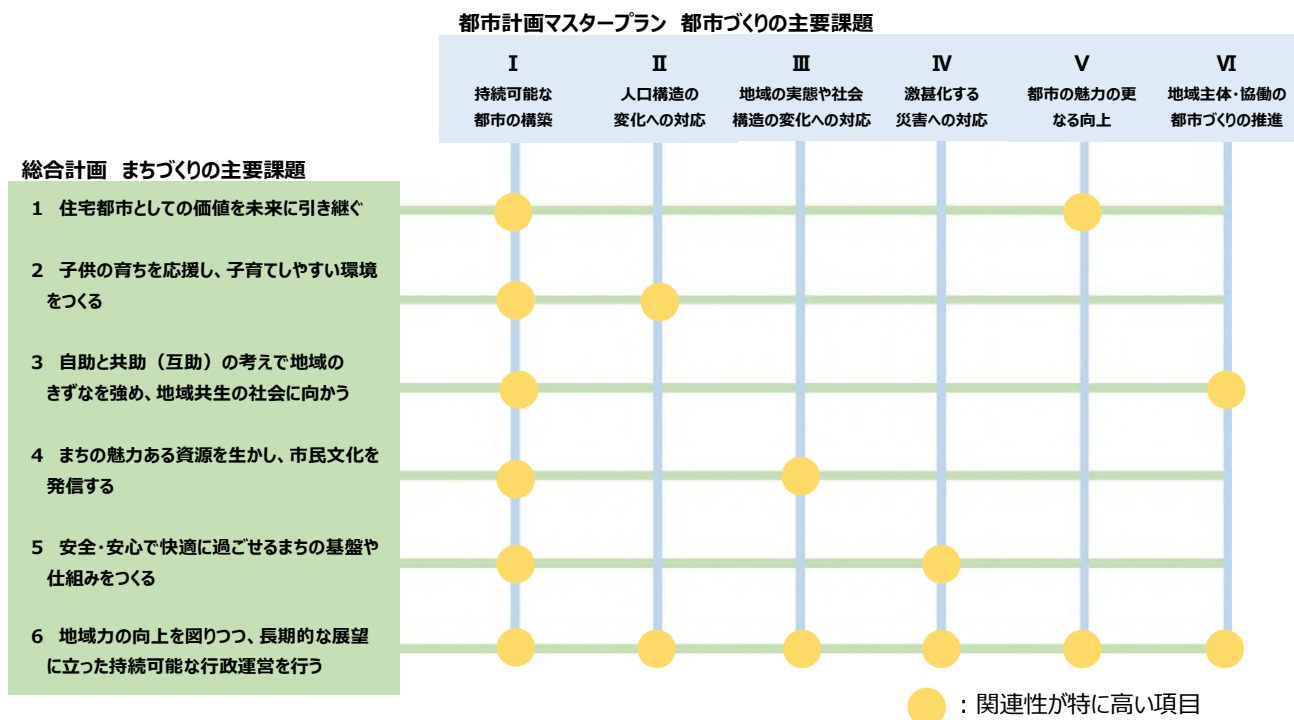 都市計画マスタープラン 都市づくりの主要課題
Ⅰ
持続可能な
都市の構築
Ⅱ
人口構造の
変化への対応
Ⅲ
地域の実態や社会
構造の変化への対応
Ⅳ
激甚化する
災害への対応
Ⅴ
都市の魅力の更
なる向上
Ⅵ
地域主体・協働の
都市づくりの推進
総合計画 まちづくりの主要課題
1 住宅都市としての価値を未来に引き継ぐ
2 子供の育ちを応援し、子育てしやすい環境
をつくる
3 自助と共助（互助）の考えで地域の
きずなを強め、地域共生の社会に向かう
4 まちの魅力ある資源を生かし、市民文化を
発信する
5 安全・安心で快適に過ごせるまちの基盤や
仕組みをつくる
6 地域力の向上を図りつつ、長期的な展望
に立った持続可能な行政運営を行う
：関連性が特に高い項目